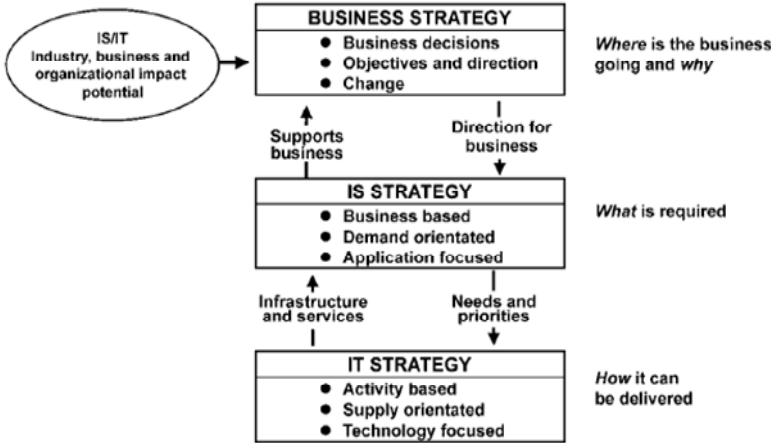 IS/IT
Industry, business and
organizational impact
potential
BUSINESS STRATEGY
● Business decisions
● Objectives and direction
● Change
Where is the business
going and why
Supports
business
Direction for
business
IS STRATEGY
● Business based
● Demand orientated
● Application focused
What is required
Infrastructure
and services
Needs and
priorities
IT STRATEGY
● Activity based
● Supply orientated
● Technology focused
How it can
be delivered